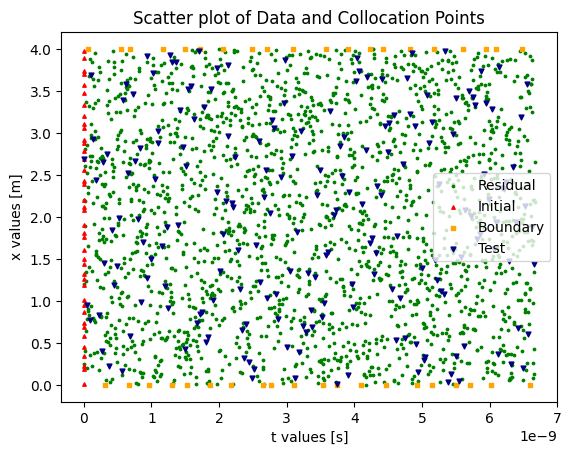 Scatter plot of Data and Collocation Points
x values [m]
4.0
3.5
3.0
2.5
2.0
1.5
1.0
0.5
0.0
Residual
Initial
Boundary
Test
0 1 2 3 4 5 6 7
t values [s]
1e−9